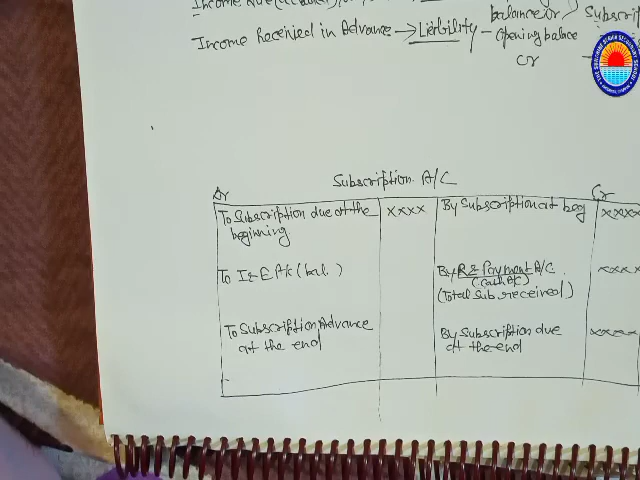 Income Received in Advance → Liability - opening balance
balance or Subscript
Cr
Subscription A/C
Dr Cr
To Subscription due at the beginning xxxx By Subscription at beg xxxx
To I & E A/c (bal.) By R & Payment A/C (Cash A/c) (Total Sub. received) xxxx
To Subscription Advance at the end By Subscription due at the end xxxx